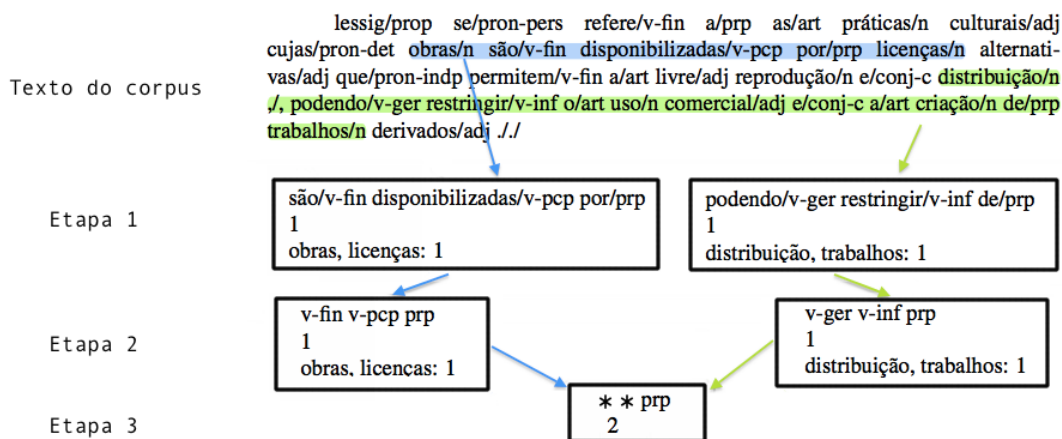 lessig/prop se/pron-pers refere/v-fin a/prp as/art práticas/n culturais/adj
cujas/pron-det obras/n são/v-fin disponibilizadas/v-pcp por/prp licenças/n alternati-
Texto do corpus
vas/adj que/pron-indp permitem/v-fin a/art livre/adj reprodução/n e/conj-c distribuição/n
,/, podendo/v-ger restringir/v-inf o/art uso/n comercial/adj e/conj-c a/art criação/n de/prp
trabalhos/n derivados/adj ././
Etapa 1
são/v-fin disponibilizadas/v-pcp por/prp
1
obras, licenças: 1
podendo/v-ger restringir/v-inf de/prp
1
distribuição, trabalhos: 1
Etapa 2
v-fin v-pcp prp
1
obras, licenças: 1
v-ger v-inf prp
1
distribuição, trabalhos: 1
Etapa 3
* * prp
2